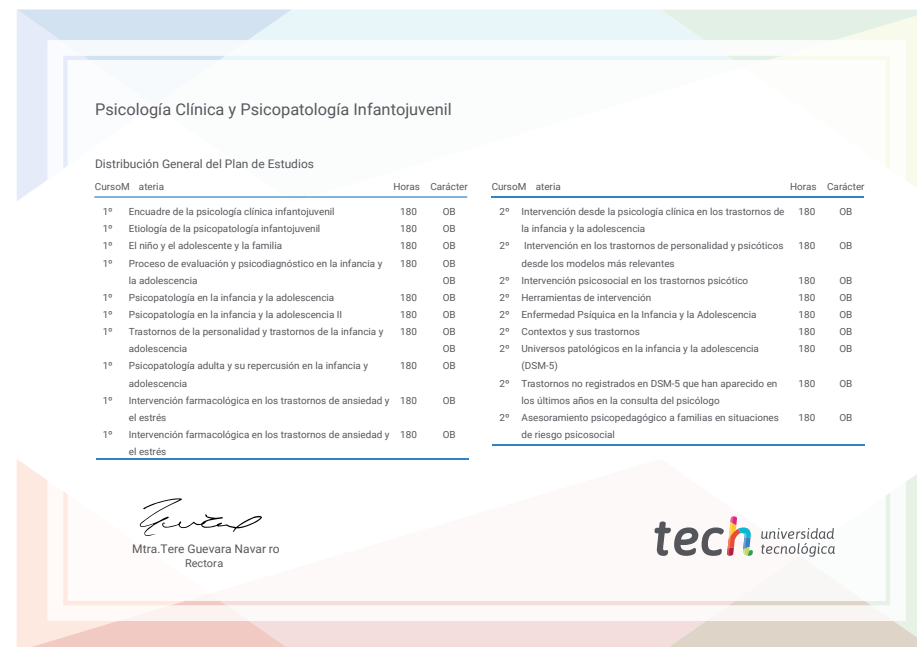 Psicología Clínica y Psicopatología Infantojuvenil
Distribución General del Plan de Estudios
CursoM ateria Horas Carácter
1º Encuadre de la psicología clínica infantojuvenil 180 OB
1º Etiología de la psicopatología infantojuvenil 180 OB
1º El niño y el adolescente y la familia 180 OB
1º Proceso de evaluación y psicodiagnóstico en la infancia y 180 OB
la adolescencia OB
1º Psicopatología en la infancia y la adolescencia 180 OB
1º Psicopatología en la infancia y la adolescencia II 180 OB
1º Trastornos de la personalidad y trastornos de la infancia y 180 OB
adolescencia OB
1º Psicopatología adulta y su repercusión en la infancia y 180 OB
adolescencia
1º Intervención farmacológica en los trastornos de ansiedad y 180 OB
el estrés
1º Intervención farmacológica en los trastornos de ansiedad y 180 OB
el estrés
CursoM ateria Horas Carácter
2º Intervención desde la psicología clínica en los trastornos de 180 OB
la infancia y la adolescencia
2º Intervención en los trastornos de personalidad y psicóticos 180 OB
desde los modelos más relevantes
2º Intervención psicosocial en los trastornos psicótico 180 OB
2º Herramientas de intervención 180 OB
2º Enfermedad Psíquica en la Infancia y la Adolescencia 180 OB
2º Contextos y sus trastornos 180 OB
2º Universos patológicos en la infancia y la adolescencia 180 OB
(DSM-5)
2º Trastornos no registrados en DSM-5 que han aparecido en 180 OB
los últimos años en la consulta del psicólogo
2º Asesoramiento psicopedagógico a familias en situaciones 180 OB
de riesgo psicosocial
Mtra.Tere Guevara Navar ro
Rectora
tech universidad
tecnológica